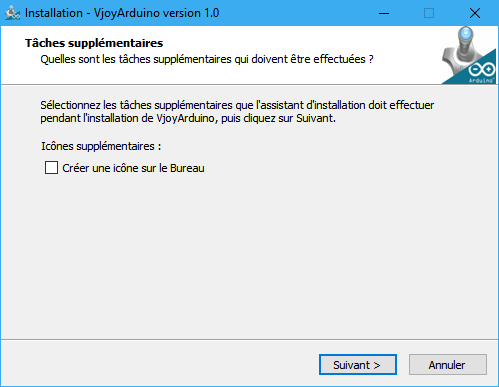 Installation - VjoyArduino version 1.0
Tâches supplémentaires
Quelles sont les tâches supplémentaires qui doivent être effectuées ?
Arduino
Sélectionnez les tâches supplémentaires que l'assistant d'installation doit effectuer
pendant l'installation de VjoyArduino, puis cliquez sur Suivant.
Icônes supplémentaires :
Créer une icône sur le Bureau
Suivant >
Annuler